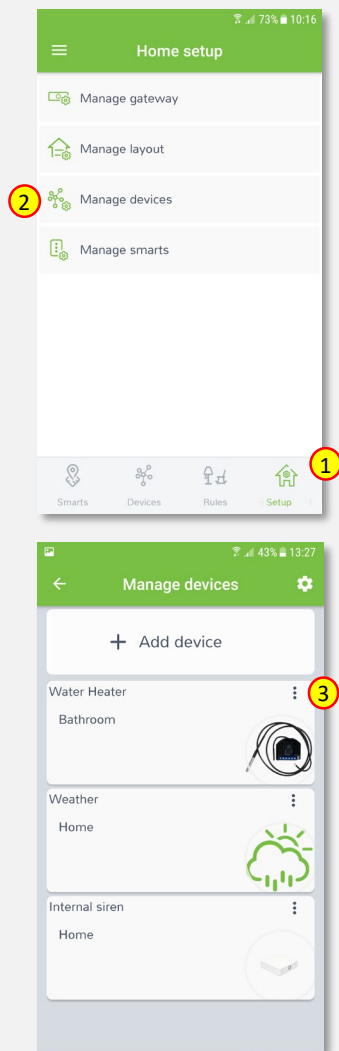 73% 10:16
Home setup
Manage gateway
Manage layout
2
Manage devices
Manage smarts
1
Smarts
Devices
Rules
Setup
43% 13:27
Manage devices
+ Add device
Water Heater
3
Bathroom
Weather
Home
Internal siren
Home